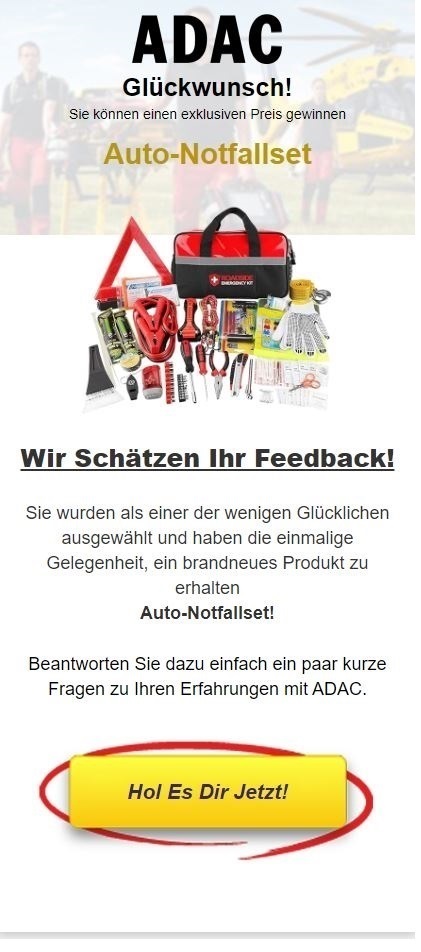 ADAC
Glückwunsch!
Sie können einen exklusiven Preis gewinnen
Auto-Notfallset
ROADSIDE
EMERGENCY KIT
Wir Schätzen Ihr Feedback!
Sie wurden als einer der wenigen Glücklichen
ausgewählt und haben die einmalige
Gelegenheit, ein brandneues Produkt zu
erhalten
Auto-Notfallset!
Beantworten Sie dazu einfach ein paar kurze
Fragen zu Ihren Erfahrungen mit ADAC.
Hol Es Dir Jetzt!